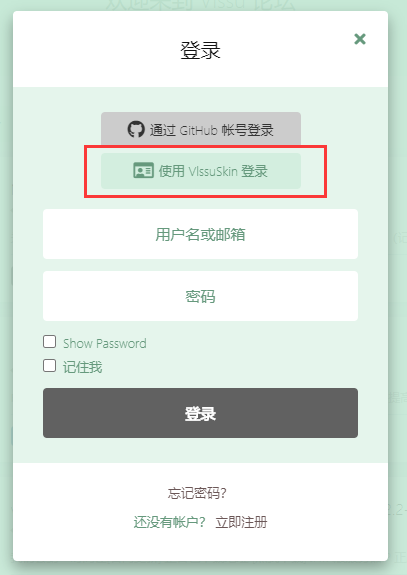 登录
通过 GitHub 帐号登录
使用 VlssuSkin 登录
用户名或邮箱
密码
Show Password
记住我
登录
忘记密码？
还没有帐户？ 立即注册